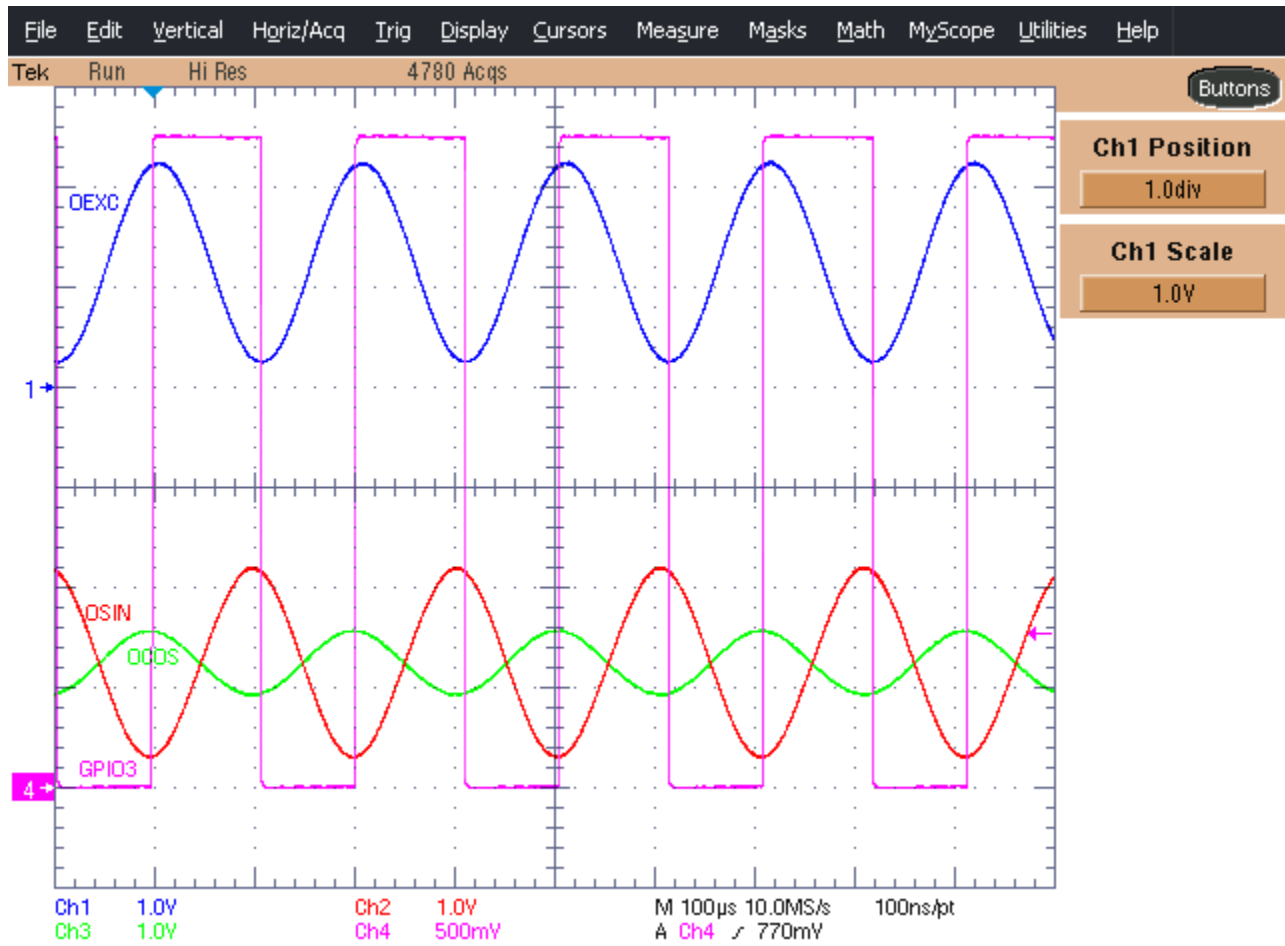 File Edit Vertical Horiz/Acq Trig Display Cursors Measure Masks Math MyScope Utilities Help
Tek Run Hi Res 4780 Acqs
Buttons
Ch1 Position
1.0div
Ch1 Scale
1.0V
OEXC
1
OSIN
OCOS
GPIO3
4
Ch1 1.0V Ch2 1.0V M 100µs 10.0MS/s 100ns/pt
Ch3 1.0V Ch4 500mV A Ch4 ∕ 770mV